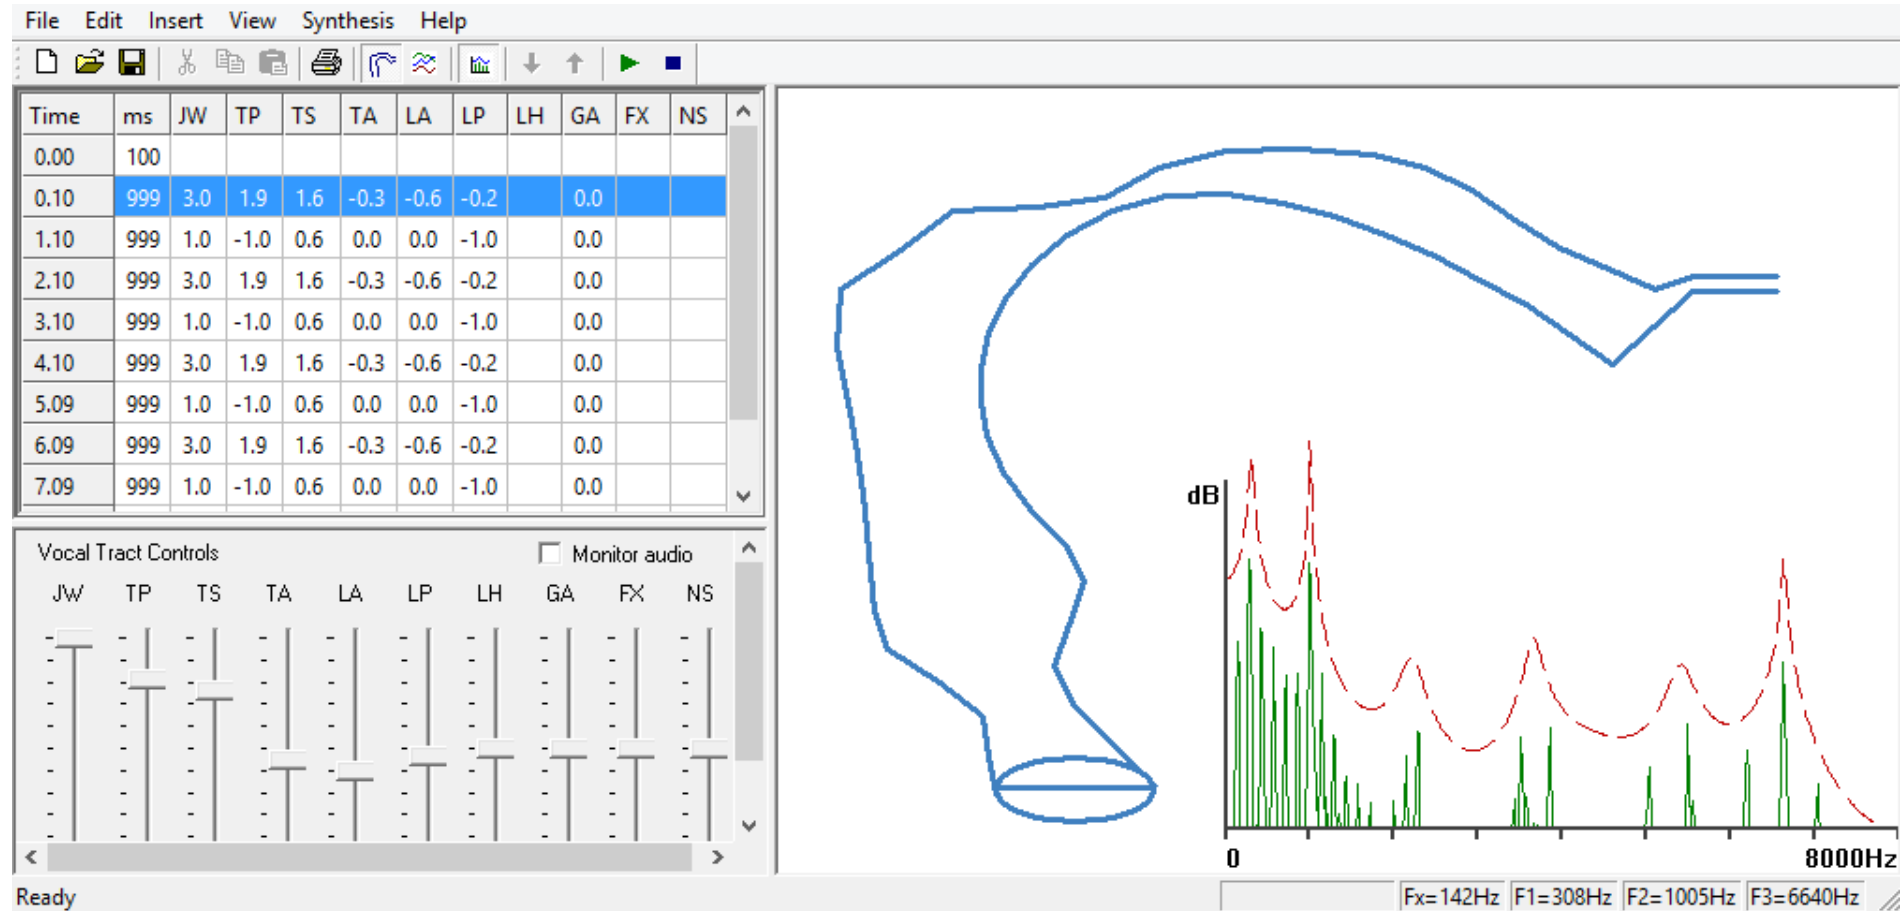 File Edit Insert View Synthesis Help
Time ms JW TP TS TA LA LP LH GA FX NS
0.00 100
0.10 999 3.0 1.9 1.6 -0.3 -0.6 -0.2 0.0
1.10 999 1.0 -1.0 0.6 0.0 0.0 -1.0 0.0
2.10 999 3.0 1.9 1.6 -0.3 -0.6 -0.2 0.0
3.10 999 1.0 -1.0 0.6 0.0 0.0 -1.0 0.0
4.10 999 3.0 1.9 1.6 -0.3 -0.6 -0.2 0.0
5.09 999 1.0 -1.0 0.6 0.0 0.0 -1.0 0.0
6.09 999 3.0 1.9 1.6 -0.3 -0.6 -0.2 0.0
7.09 999 1.0 -1.0 0.6 0.0 0.0 -1.0 0.0
Vocal Tract Controls Monitor audio
JW TP TS TA LA LP LH GA FX NS
dB
0 8000Hz
Ready Fx=142Hz F1=308Hz F2=1005Hz F3=6640Hz